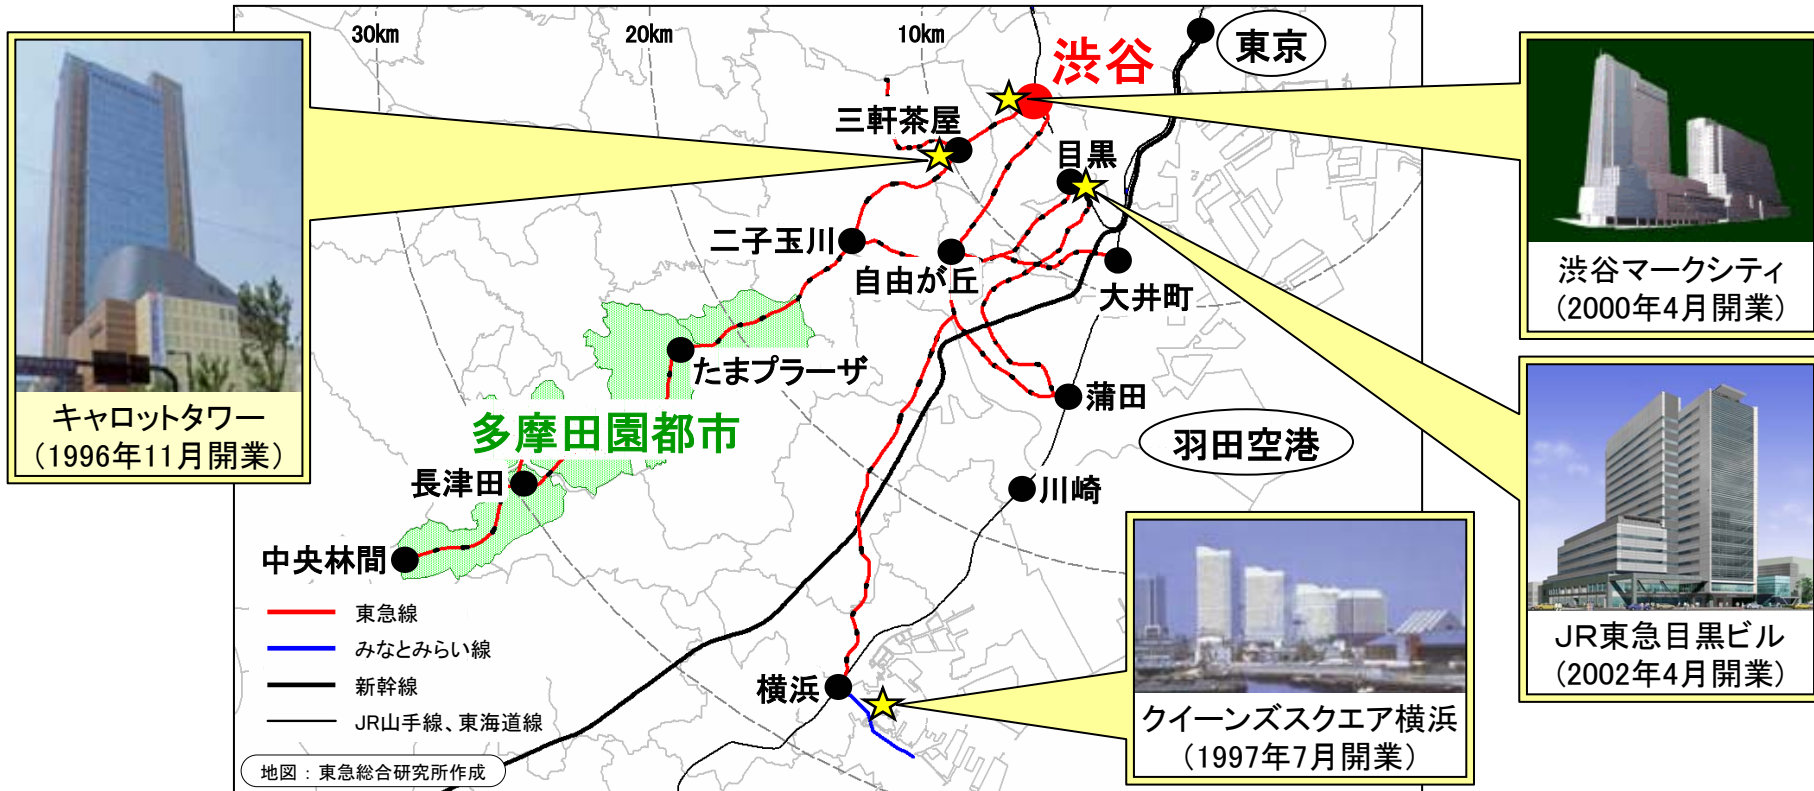 30km
20km
10km
東京
渋谷
三軒茶屋
目黒
二子玉川
自由が丘
大井町
たまプラーザ
蒲田
多摩田園都市
羽田空港
長津田
川崎
中央林間
横浜
東急線
みなとみらい線
新幹線
JR山手線、東海道線
地図：東急総合研究所作成
キャロットタワー
(1996年11月開業)
渋谷マークシティ
(2000年4月開業)
JR東急目黒ビル
(2002年4月開業)
クイーンズスクエア横浜
(1997年7月開業)